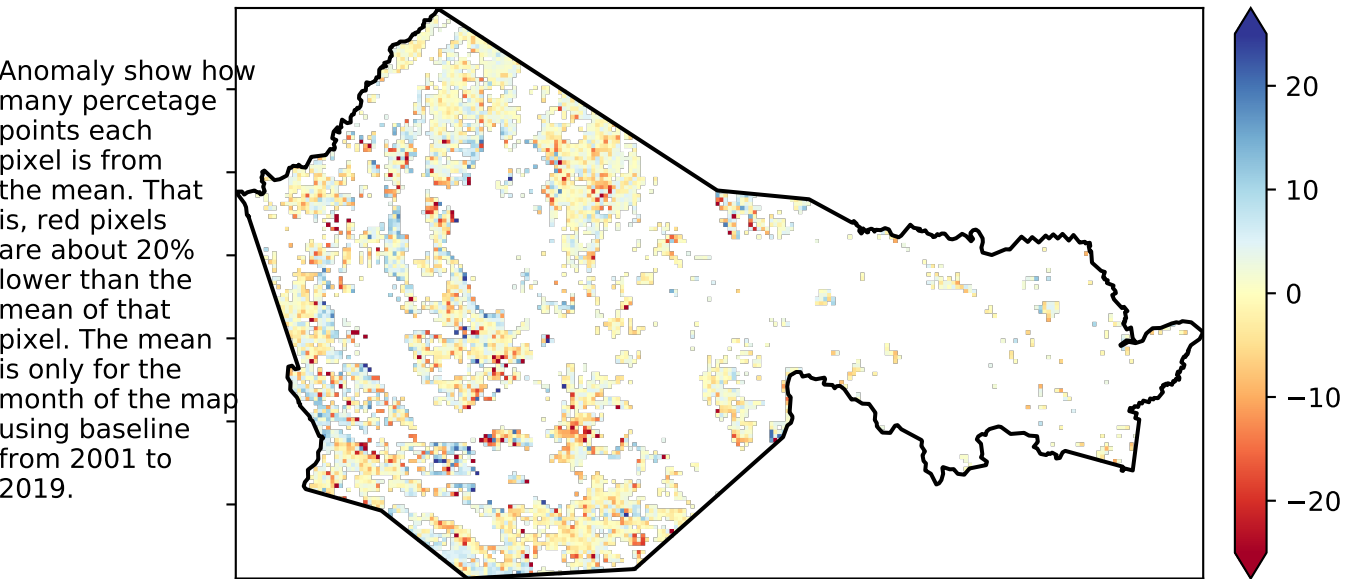 Anomaly show how
many percetage
points each
pixel is from
the mean. That
is, red pixels
are about 20%
lower than the
mean of that
pixel. The mean
is only for the
month of the map
using baseline
from 2001 to
2019.
20
10
0
−10
−20